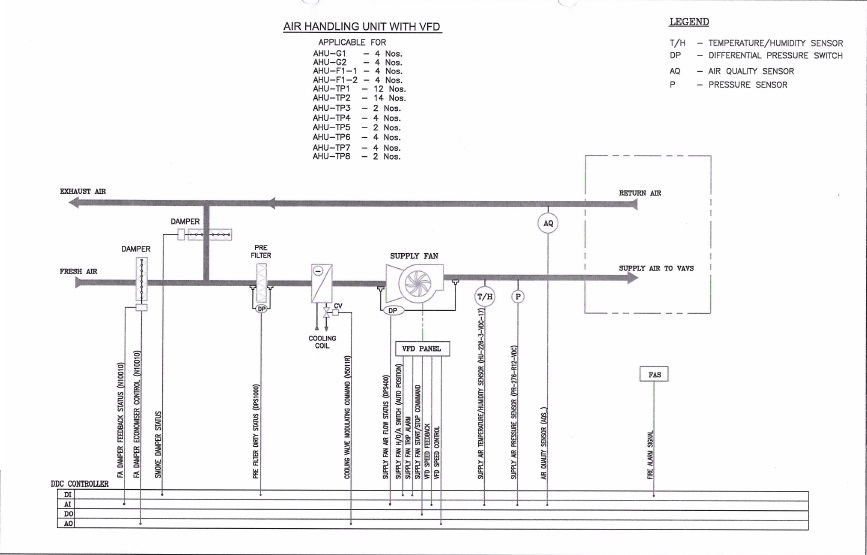 AIR HANDLING UNIT WITH VFD
APPLICABLE FOR
AHU-G1 - 4 Nos.
AHU-G2 - 4 Nos.
AHU-F1-1 - 4 Nos.
AHU-F1-2 - 4 Nos.
AHU-TP1 - 12 Nos.
AHU-TP2 - 14 Nos.
AHU-TP3 - 2 Nos.
AHU-TP4 - 4 Nos.
AHU-TP5 - 2 Nos.
AHU-TP6 - 4 Nos.
AHU-TP7 - 4 Nos.
AHU-TP8 - 2 Nos.
LEGEND
T/H - TEMPERATURE/HUMIDITY SENSOR
DP - DIFFERENTIAL PRESSURE SWITCH
AQ - AIR QUALITY SENSOR
P - PRESSURE SENSOR
EXHAUST AIR
RETURN AIR
DAMPER
AQ
DAMPER
PRE
FILTER
SUPPLY FAN
FRESH AIR
SUPPLY AIR TO VAVS
T/H
P
DP
CV
DP
COOLING
COIL
VFD PANEL
FAS
FA DAMPER FEEDBACK STATUS (N10010)
FA DAMPER ECONOMISER CONTROL (N10010)
SMOKE DAMPER STATUS
PRE FILTER DIRTY STATUS (DPS1000)
COOLING VALVE MODULATING COMMAND (V5011R)
SUPPLY FAN AIR FLOW STATUS (DPS400)
SUPPLY FAN H/O/A SWITCH (AUTO POSITION)
SUPPLY FAN TRIP ALARM
SUPPLY FAN START/STOP COMMAND
VFD SPEED FEEDBACK
VFD SPEED CONTROL
SUPPLY AIR TEMPERATURE/HUMIDITY SENSOR (HU-228-3-VDC-17)
SUPPLY AIR PRESSURE SENSOR (PR-276-R12-VDC)
AIR QUALITY SENSOR
FIRE ALARM SIGNAL
DDC CONTROLLER
DI
AI
DO
AO